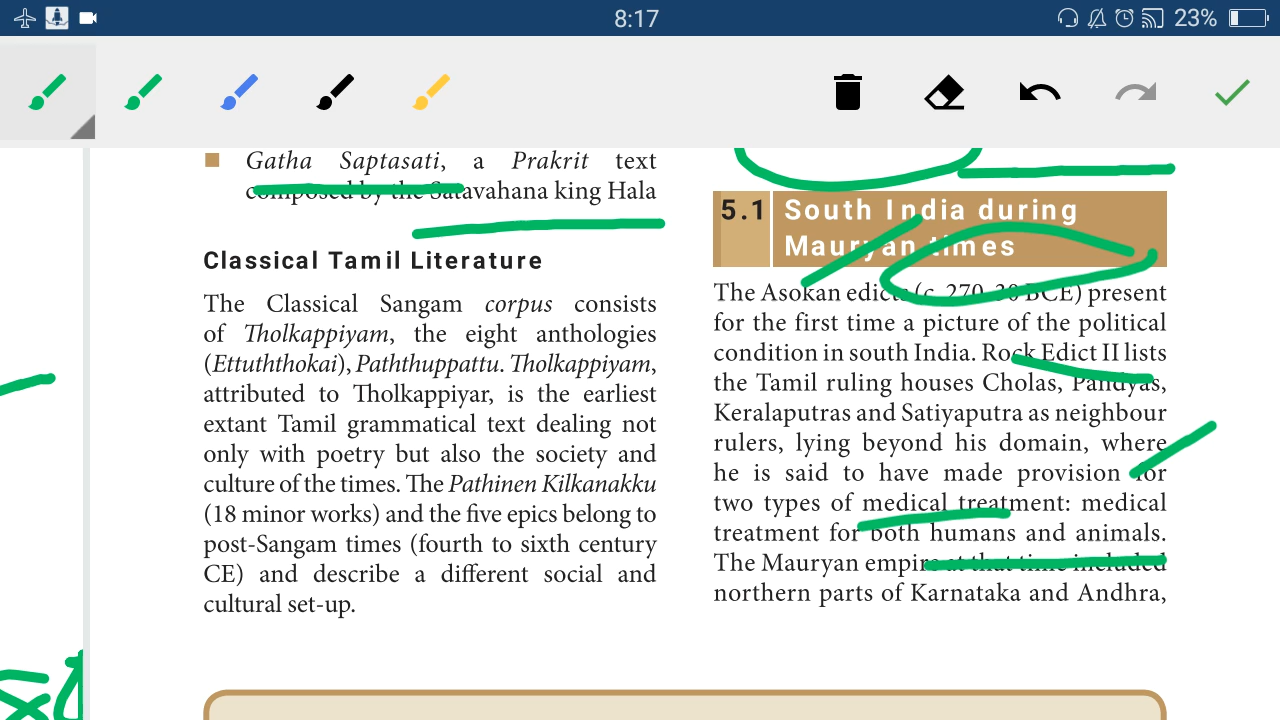 8:17
23%
Gatha Saptasati, a Prakrit text
composed by the Satavahana king Hala
Classical Tamil Literature
The Classical Sangam corpus consists
of Tholkappiyam, the eight anthologies
(Ettuththokai), Paththuppattu. Tholkappiyam,
attributed to Tholkappiyar, is the earliest
extant Tamil grammatical text dealing not
only with poetry but also the society and
culture of the times. The Pathinen Kilkanakku
(18 minor works) and the five epics belong to
post-Sangam times (fourth to sixth century
CE) and describe a different social and
cultural set-up.
5.1 South India during
Mauryan times
The Asokan edicts (c. 270-30 BCE) present
for the first time a picture of the political
condition in south India. Rock Edict II lists
the Tamil ruling houses Cholas, Pandyas,
Keralaputras and Satiyaputra as neighbour
rulers, lying beyond his domain, where
he is said to have made provision for
two types of medical treatment: medical
treatment for both humans and animals.
The Mauryan empire at that time included
northern parts of Karnataka and Andhra,